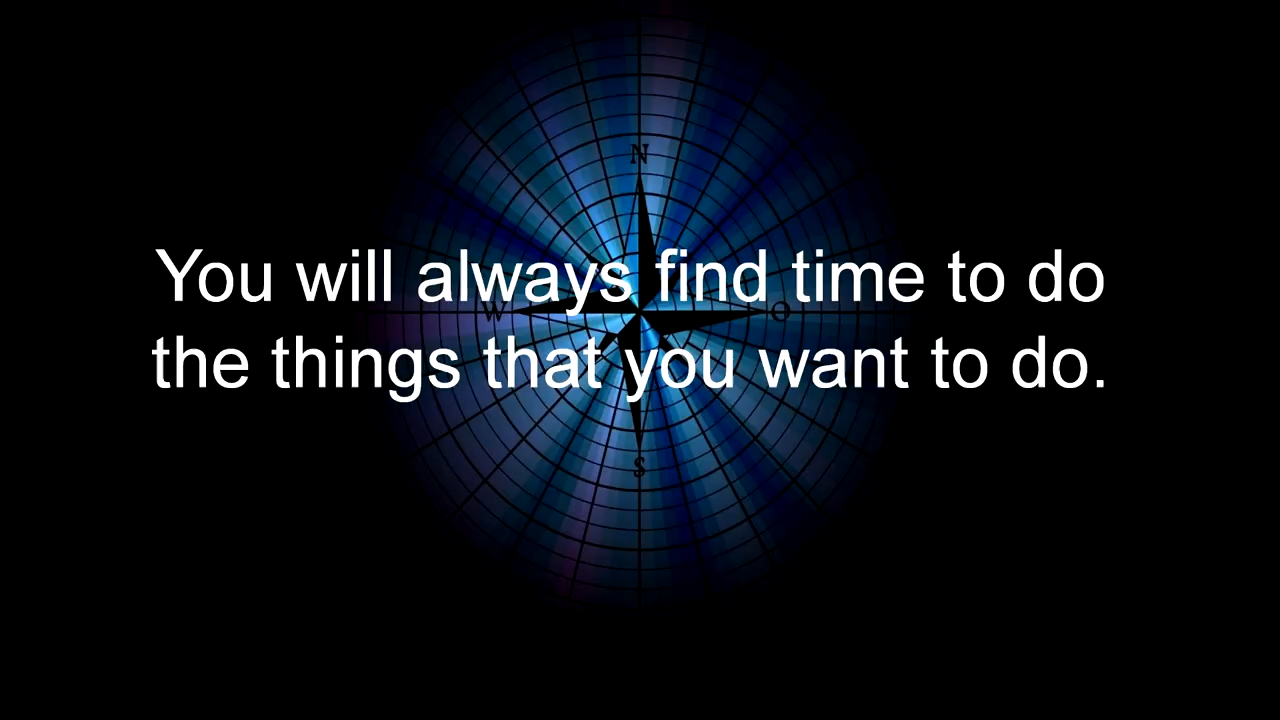 N
You will always find time to do
W O
the things that you want to do.
S